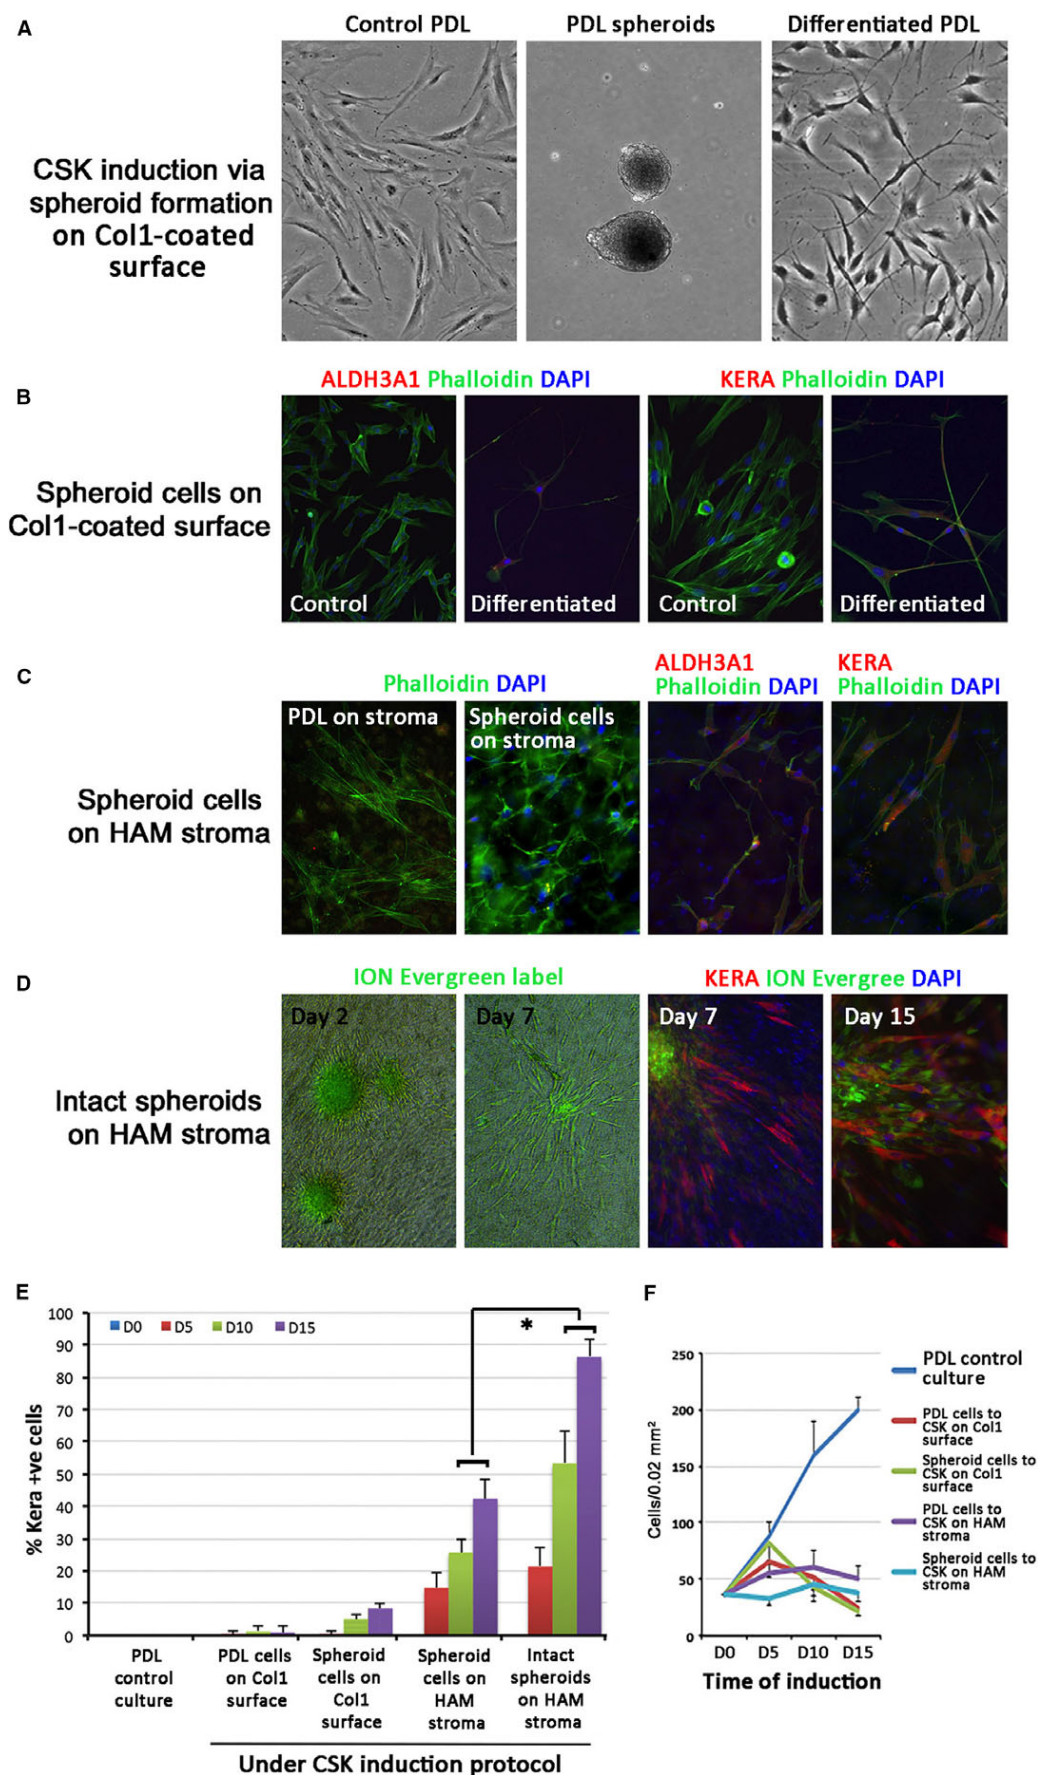 A
Control PDL
PDL spheroids
Differentiated PDL
CSK induction via
spheroid formation
on Col1-coated
surface
B
ALDH3A1 Phalloidin DAPI
KERA Phalloidin DAPI
Spheroid cells on
Col1-coated surface
Control
Differentiated
Control
Differentiated
C
Phalloidin DAPI
ALDH3A1
Phalloidin DAPI
KERA
Phalloidin DAPI
PDL on stroma
Spheroid cells
on stroma
Spheroid cells
on HAM stroma
D
ION Evergreen label
KERA ION Evergree DAPI
Day 2
Day 7
Day 7
Day 15
Intact spheroids
on HAM stroma
E
% Kera +ve cells
100
90
80
70
60
50
40
30
20
10
0
D0
D5
D10
D15
*
PDL
control
culture
PDL cells
on Col1
surface
Spheroid
cells on
Col1
surface
Spheroid
cells on
HAM
stroma
Intact
spheroids
on HAM
stroma
Under CSK induction protocol
F
Cells/0.02 mm²
250
200
150
100
50
0
D0
D5
D10
D15
Time of induction
PDL control
culture
PDL cells to
CSK on Col1
surface
Spheroid cells to
CSK on Col1
surface
PDL cells to
CSK on HAM
stroma
Spheroid cells to
CSK on HAM
stroma